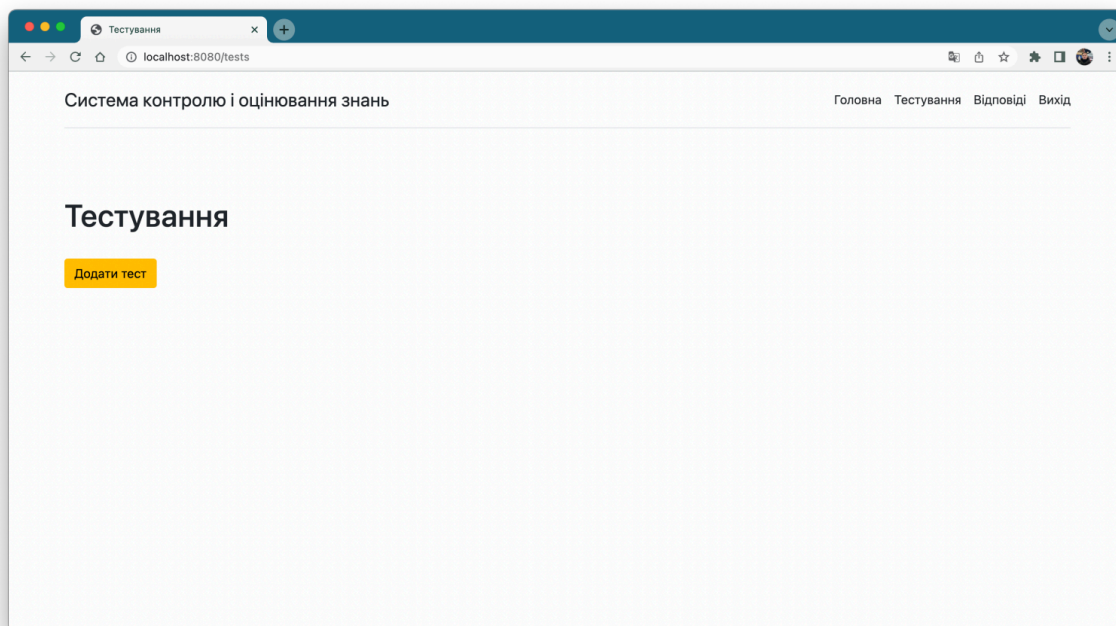 Тестування
localhost:8080/tests
Система контролю і оцінювання знань
Головна Тестування Відповіді Вихід
Тестування
Додати тест